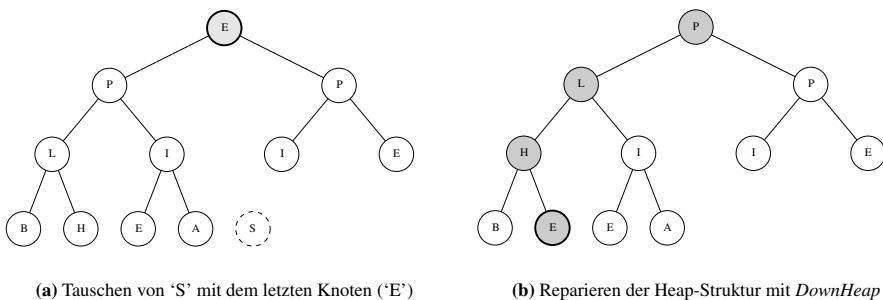 E P
P P L P
L I I E H I I E
B H E A S B E E A
(a) Tauschen von ‘S’ mit dem letzten Knoten (‘E’) (b) Reparieren der Heap-Struktur mit DownHeap